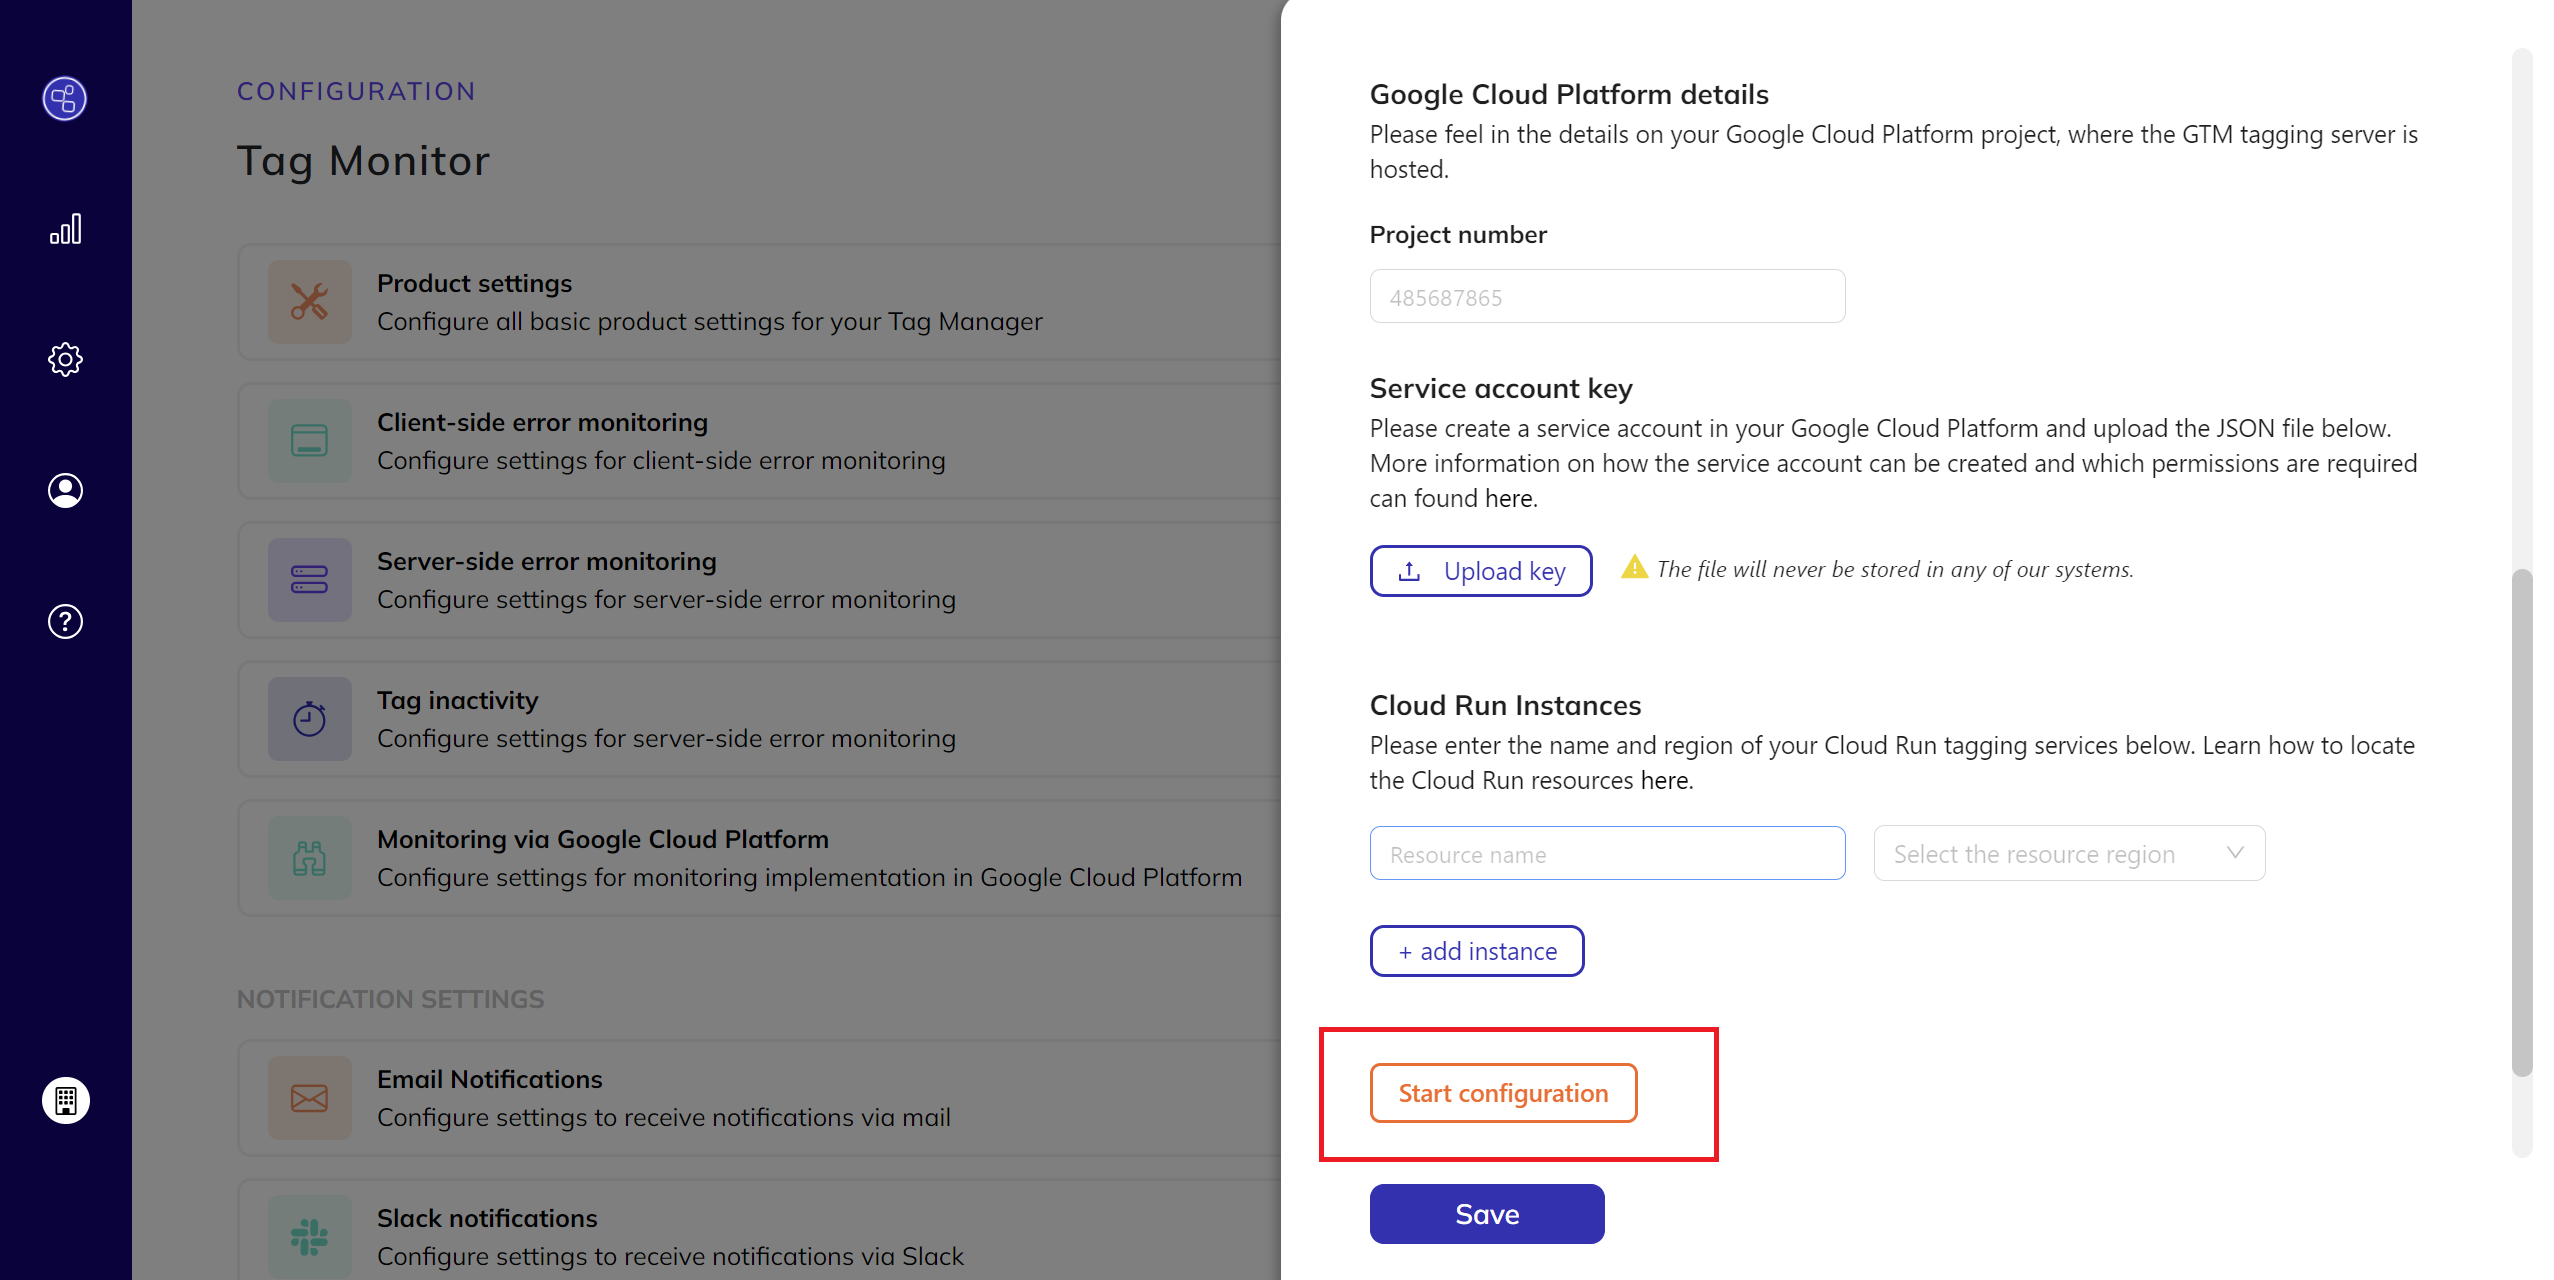 CONFIGURATION
Tag Monitor
Product settings
Configure all basic product settings for your Tag Manager
Client-side error monitoring
Configure settings for client-side error monitoring
Server-side error monitoring
Configure settings for server-side error monitoring
Tag inactivity
Configure settings for server-side error monitoring
Monitoring via Google Cloud Platform
Configure settings for monitoring implementation in Google Cloud Platform
NOTIFICATION SETTINGS
Email Notifications
Configure settings to receive notifications via mail
Slack notifications
Configure settings to receive notifications via Slack
Google Cloud Platform details
Please feel in the details on your Google Cloud Platform project, where the GTM tagging server is
hosted.
Project number
485687865
Service account key
Please create a service account in your Google Cloud Platform and upload the JSON file below.
More information on how the service account can be created and which permissions are required
can found here.
Upload key
The file will never be stored in any of our systems.
Cloud Run Instances
Please enter the name and region of your Cloud Run tagging services below. Learn how to locate
the Cloud Run resources here.
Resource name
Select the resource region
+ add instance
Start configuration
Save